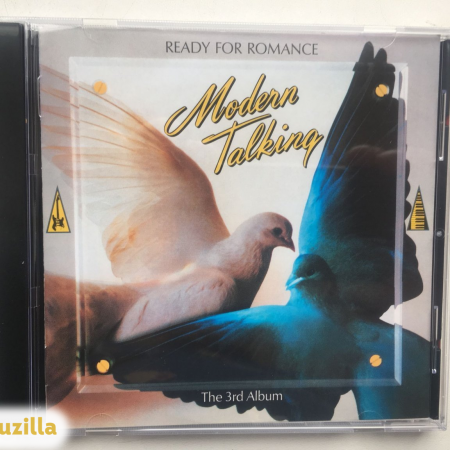 READY FOR ROMANCE
Modern
Talking
The 3rd Album
uzilla